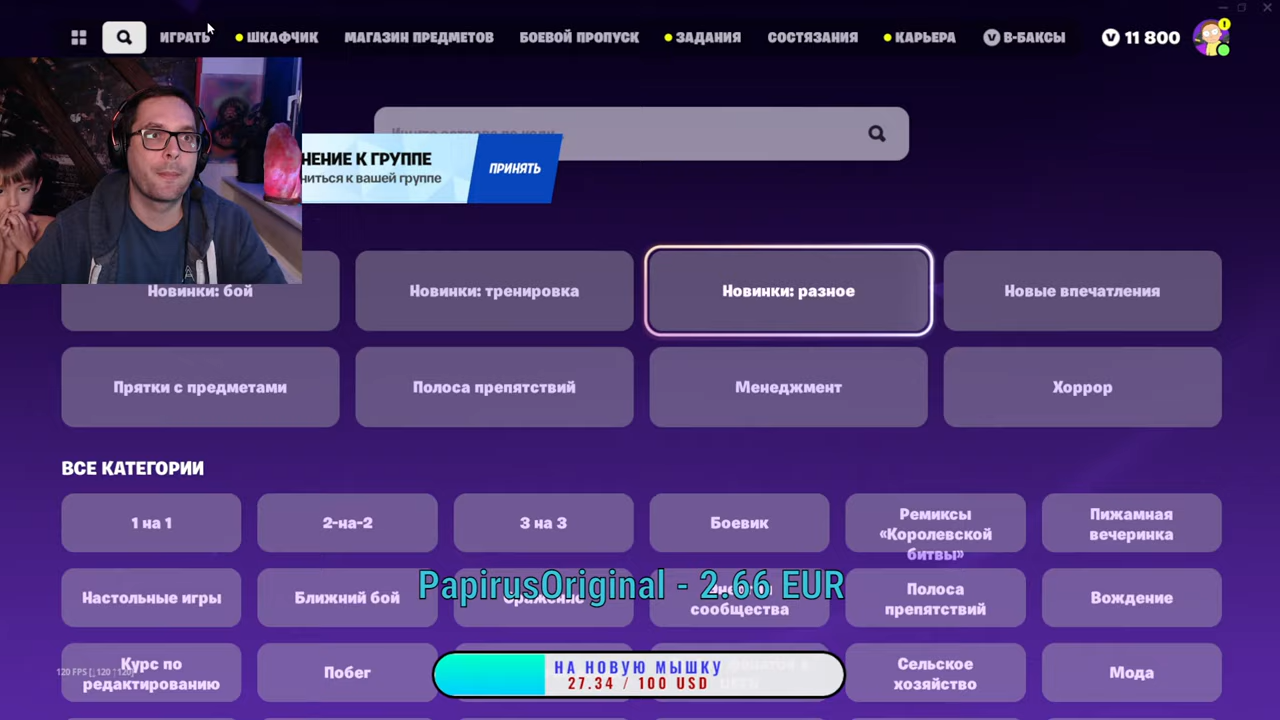 ИГРАТЬ
ШКАФЧИК
МАГАЗИН ПРЕДМЕТОВ
БОЕВОЙ ПРОПУСК
ЗАДАНИЯ
СОСТЯЗАНИЯ
КАРЬЕРА
В-БАКСЫ
11 800
НЕНИЕ К ГРУППЕ
ниться к вашей группе
ПРИНЯТЬ
Новинки: бой
Новинки: тренировка
Новинки: разное
Новые впечатления
Прятки с предметами
Полоса препятствий
Менеджмент
Хоррор
ВСЕ КАТЕГОРИИ
1 на 1
2-на-2
3 на 3
Боевик
Ремиксы
«Королевской
битвы»
Пижамная
вечеринка
PapirusOriginal - 2.66 EUR
Настольные игры
Ближний бой
сообщества
Полоса
препятствий
Вождение
120 FPS
Курс по
редактированию
Побег
НА НОВУЮ МЫШКУ
27.34 / 100 USD
Сельское
хозяйство
Мода